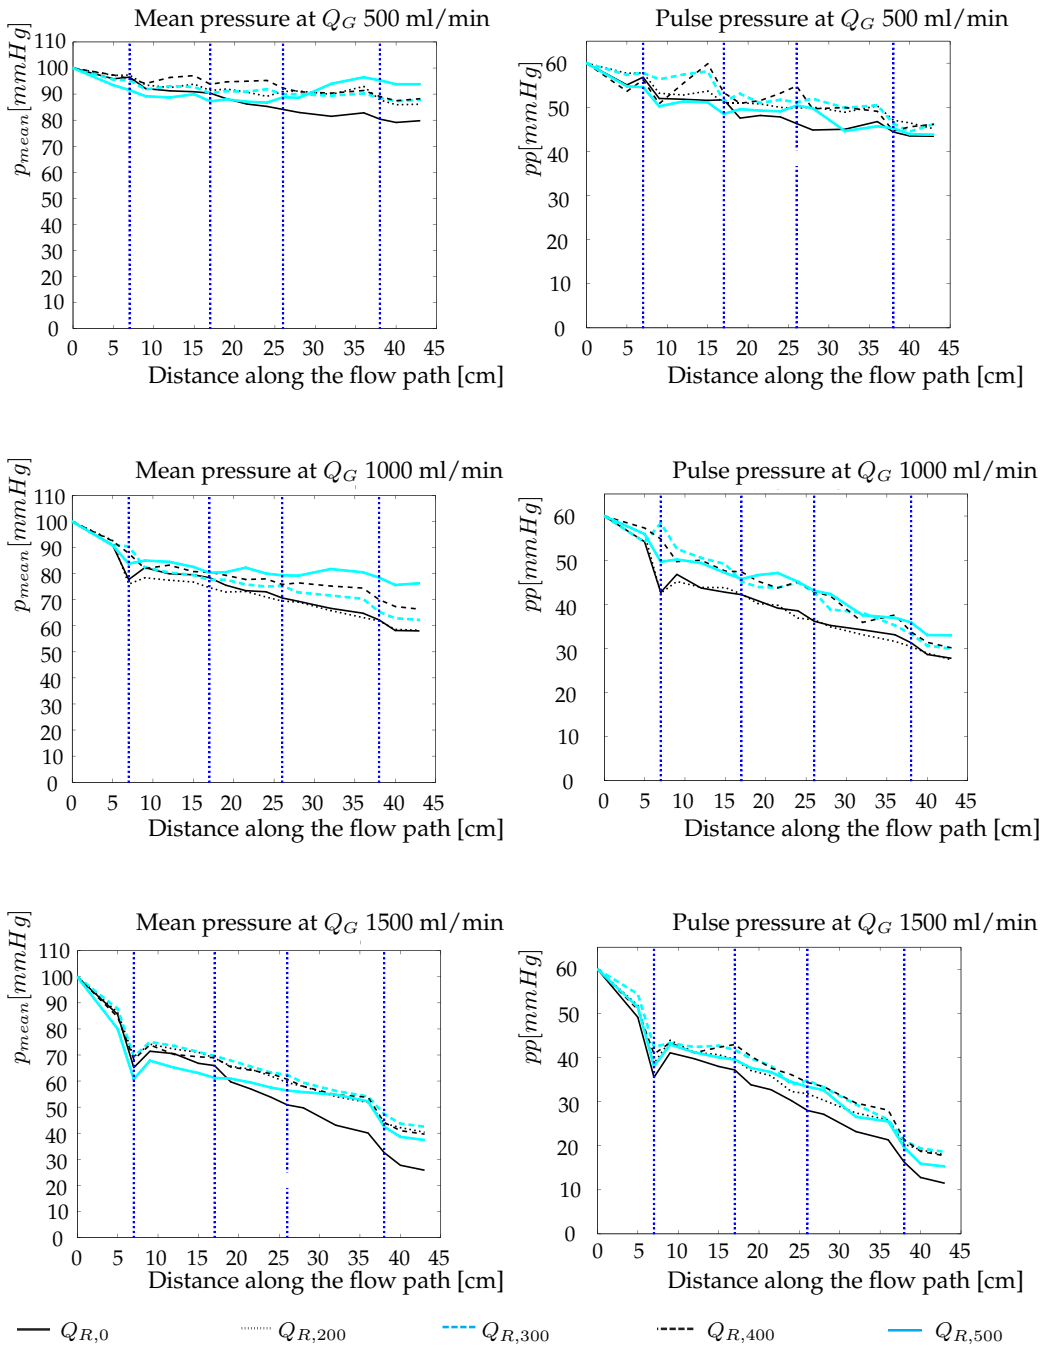 Mean pressure at Q_G 500 ml/min
p_mean[mmHg]
110
100
90
80
70
60
50
40
30
20
10
0
0 5 10 15 20 25 30 35 40 45
Distance along the flow path [cm]
Pulse pressure at Q_G 500 ml/min
pp[mmHg]
60
50
40
30
20
10
0
0 5 10 15 20 25 30 35 40 45
Distance along the flow path [cm]
Mean pressure at Q_G 1000 ml/min
p_mean[mmHg]
110
100
90
80
70
60
50
40
30
20
10
0
0 5 10 15 20 25 30 35 40 45
Distance along the flow path [cm]
Pulse pressure at Q_G 1000 ml/min
pp[mmHg]
60
50
40
30
20
10
0
0 5 10 15 20 25 30 35 40 45
Distance along the flow path [cm]
Mean pressure at Q_G 1500 ml/min
p_mean[mmHg]
110
100
90
80
70
60
50
40
30
20
10
0
0 5 10 15 20 25 30 35 40 45
Distance along the flow path [cm]
Pulse pressure at Q_G 1500 ml/min
pp[mmHg]
60
50
40
30
20
10
0
0 5 10 15 20 25 30 35 40 45
Distance along the flow path [cm]
Q_R,0 Q_R,200 Q_R,300 Q_R,400 Q_R,500